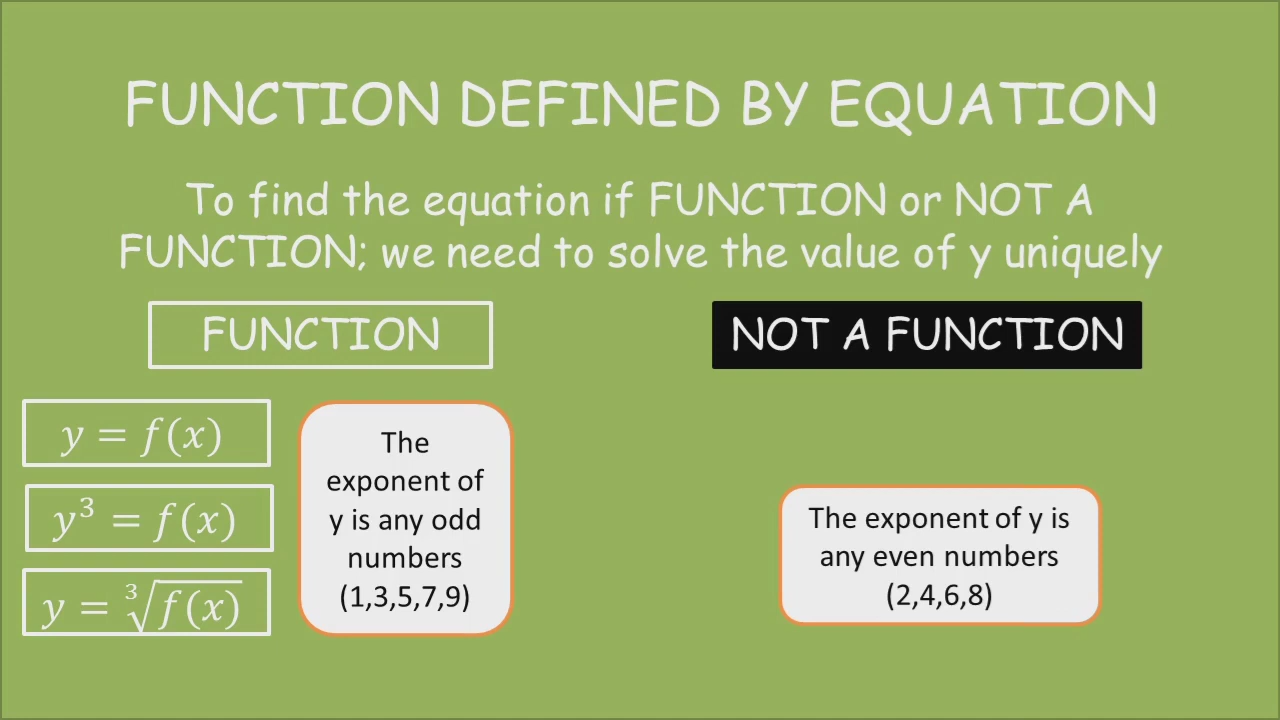 FUNCTION DEFINED BY EQUATION
To find the equation if FUNCTION or NOT A
FUNCTION; we need to solve the value of y uniquely
FUNCTION
NOT A FUNCTION
y = f(x)
y³ = f(x)
y = ∛f(x)
The
exponent of
y is any odd
numbers
(1,3,5,7,9)
The exponent of y is
any even numbers
(2,4,6,8)